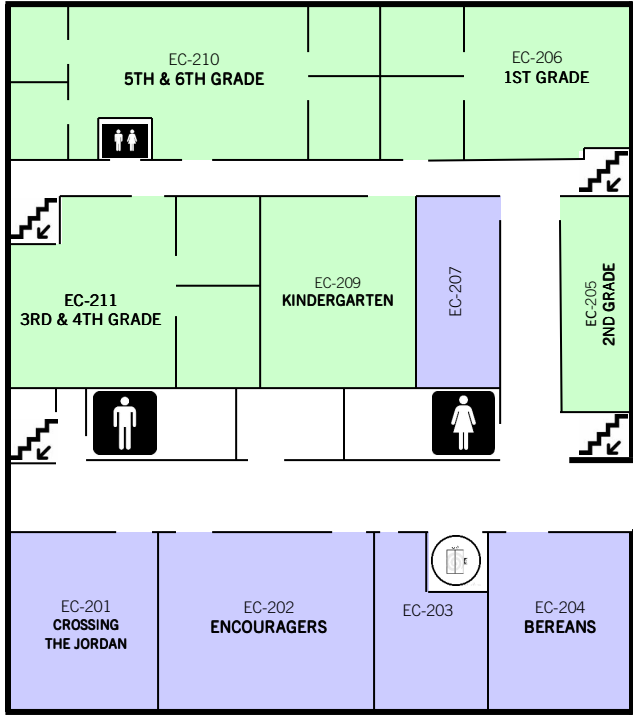 EC-210
5TH & 6TH GRADE
EC-206
1ST GRADE
EC-211
3RD & 4TH GRADE
EC-209
KINDERGARTEN
EC-207
EC-205
2ND GRADE
EC-201
CROSSING
THE JORDAN
EC-202
ENCOURAGERS
EC-203
EC-204
BEREANS